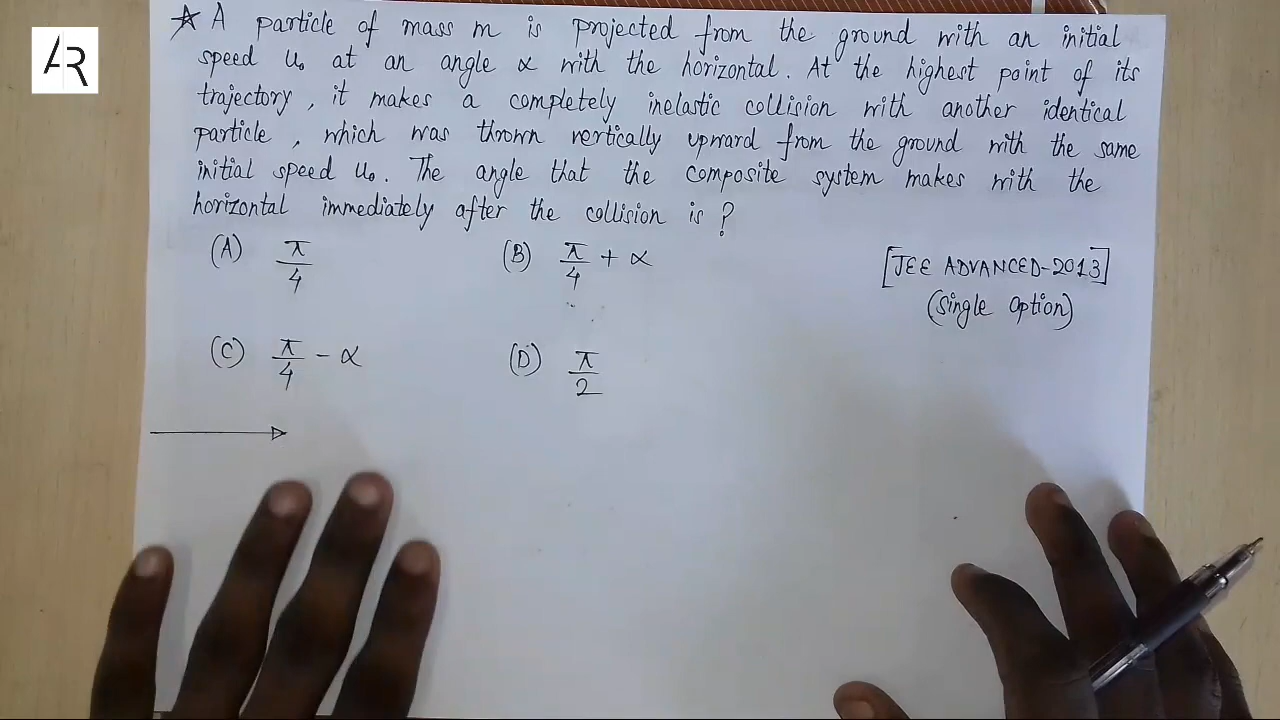 AR
☆ A particle of mass m is projected from the ground with an initial
speed u₀ at an angle α with the horizontal. At the highest point of its
trajectory, it makes a completely inelastic collision with another identical
particle, which was thrown vertically upward from the ground with the same
initial speed u₀. The angle that the composite system makes with the
horizontal immediately after the collision is ?
(A) π/4 (B) π/4 + α
[JEE ADVANCED-2013]
(Single Option)
(C) π/4 - α (D) π/2